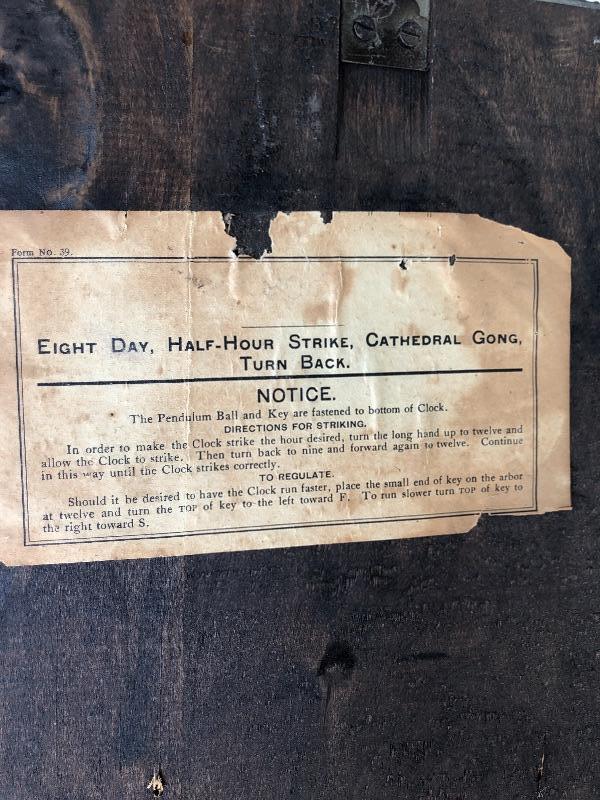 Form No. 39.
EIGHT DAY, HALF-HOUR STRIKE, CATHEDRAL GONG,
TURN BACK.
NOTICE.
The Pendulum Ball and Key are fastened to bottom of Clock.
DIRECTIONS FOR STRIKING.
In order to make the Clock strike the hour desired, turn the long hand up to twelve and
allow the Clock to strike. Then turn back to nine and forward again to twelve. Continue
in this way until the Clock strikes correctly.
TO REGULATE.
Should it be desired to have the Clock run faster, place the small end of key on the arbor
at twelve and turn the TOP of key to the left toward F. To run slower turn TOP of key to
the right toward S.